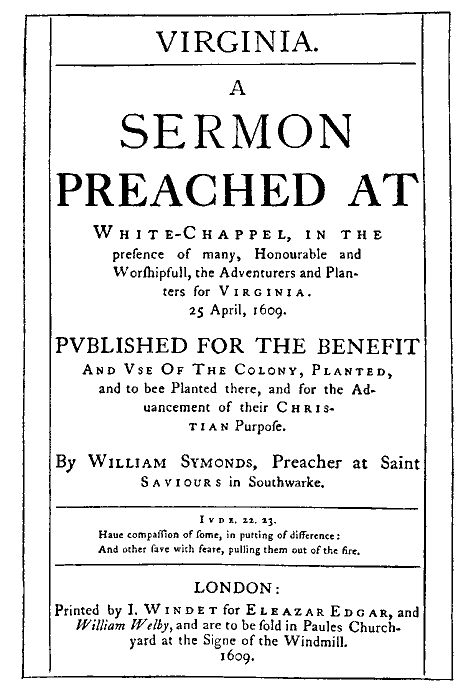 VIRGINIA.
A
SERMON
PREACHED AT
WHITE-CHAPPEL, IN THE
preſence of many, Honourable and
Worſhipfull, the Adventurers and Plan-
ters for VIRGINIA.
25 April, 1609.
PVBLISHED FOR THE BENEFIT
AND VSE OF THE COLONY, PLANTED,
and to bee Planted there, and for the Ad-
uancement of their CHRIS-
TIAN Purpoſe.
By WILLIAM SYMONDS, Preacher at Saint
SAVIOURS in Southwarke.
IVDE. 22. 23.
Haue compaſſion of ſome, in putting of difference:
And other ſave with feare, pulling them out of the fire.
LONDON:
Printed by I. WINDET for ELEAZAR EDGAR, and
William Welby, and are to be ſold in Paules Church-
yard at the Signe of the Windmill.
1609.